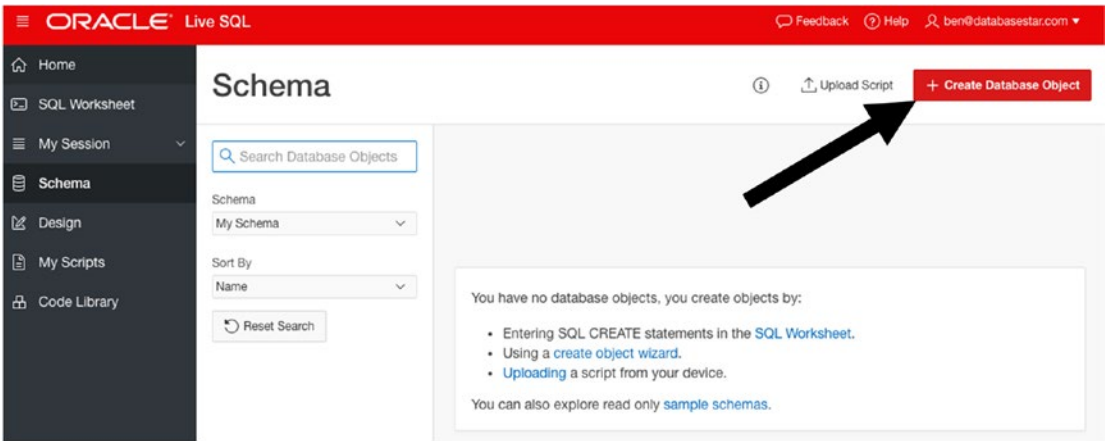 ORACLE® Live SQL
Feedback
Help
ben@databasestar.com
Home
SQL Worksheet
My Session
Schema
Design
My Scripts
Code Library
Schema
Upload Script
+ Create Database Object
Search Database Objects
Schema
My Schema
Sort By
Name
Reset Search
You have no database objects, you create objects by:
• Entering SQL CREATE statements in the SQL Worksheet.
• Using a create object wizard.
• Uploading a script from your device.
You can also explore read only sample schemas.